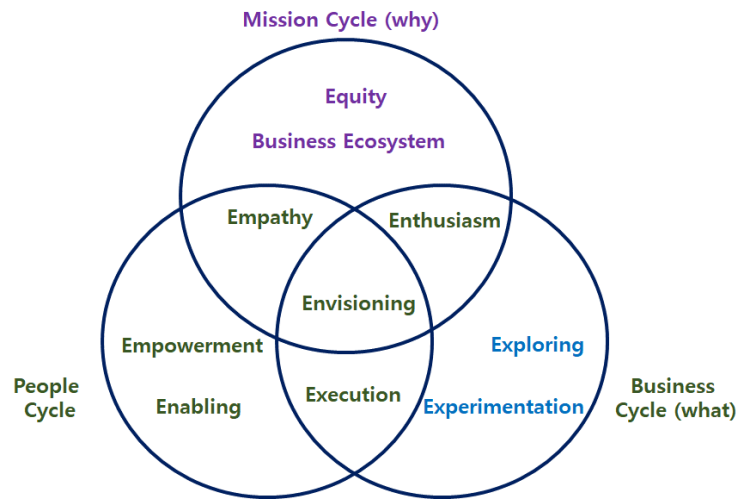 Mission Cycle (why)
Equity
Business Ecosystem
Empathy
Enthusiasm
Envisioning
Empowerment
Exploring
People
Cycle
Enabling
Execution
Experimentation
Business
Cycle (what)